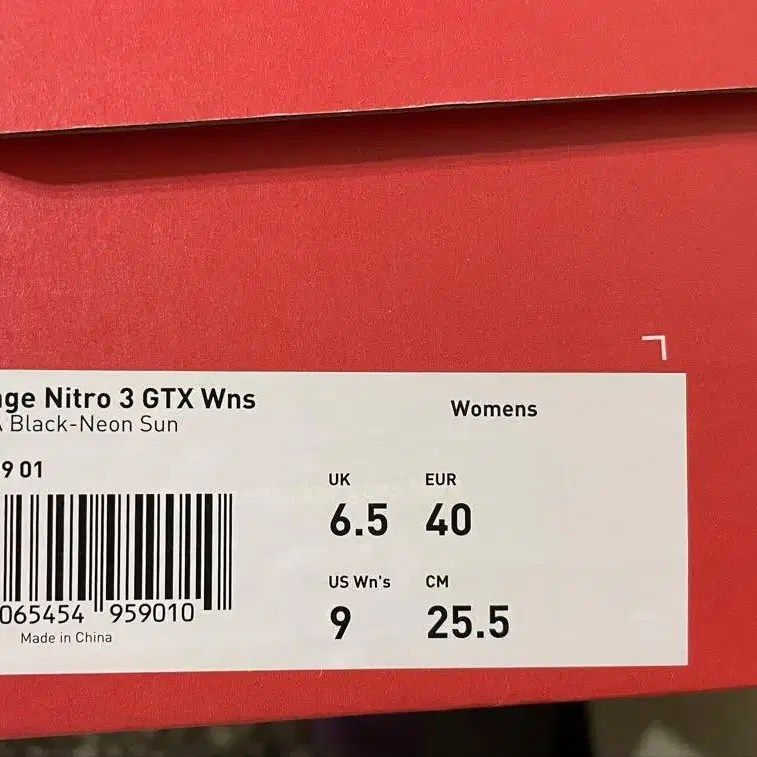 age Nitro 3 GTX Wns
Black-Neon Sun
Womens
9 01
UK
EUR
6.5
40
065454 959010
US Wn's
CM
9
25.5
Made in China